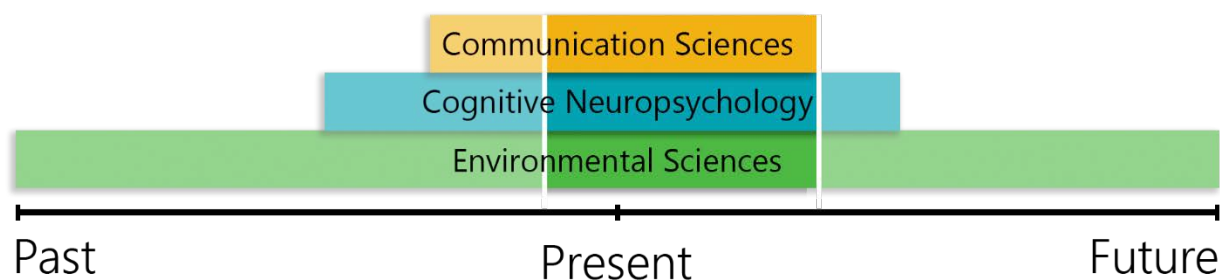 Communication Sciences
Cognitive Neuropsychology
Environmental Sciences
Past
Present
Future